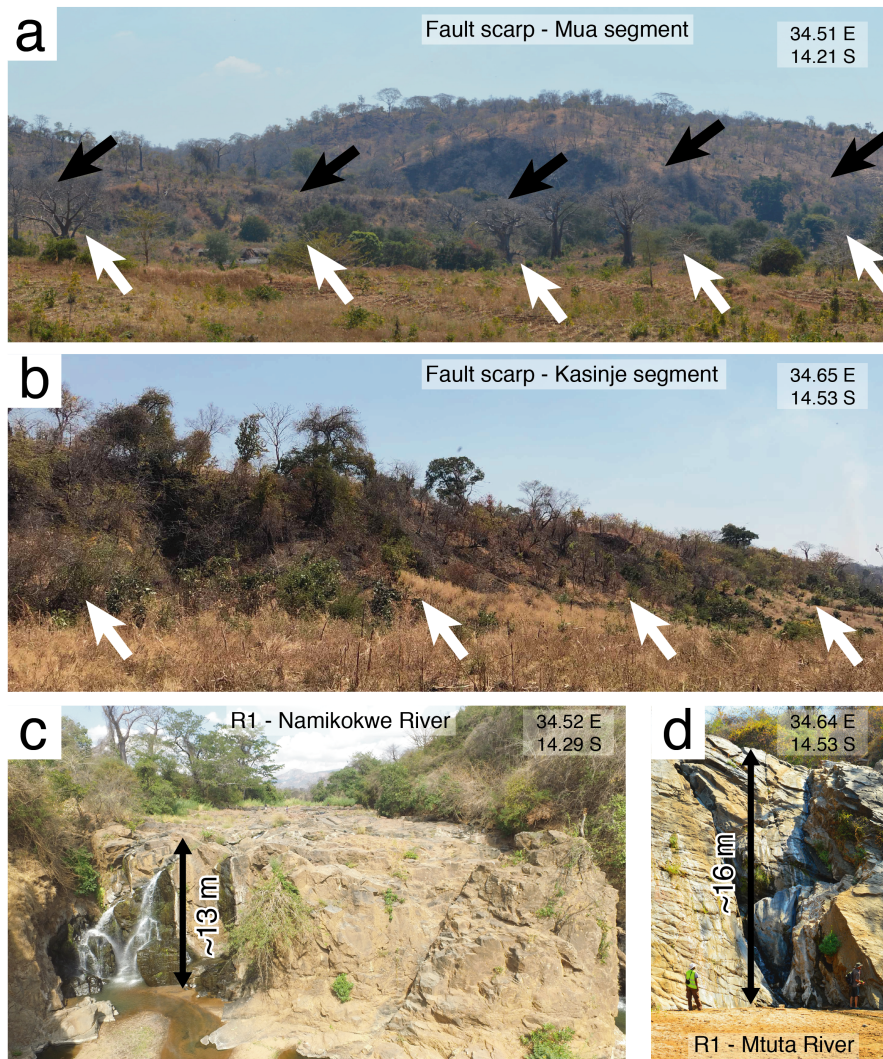 a
Fault scarp - Mua segment
34.51 E
14.21 S
b
Fault scarp - Kasinje segment
34.65 E
14.53 S
c
R1 - Namikokwe River
34.52 E
14.29 S
~13 m
d
34.64 E
14.53 S
~16 m
R1 - Mtuta River